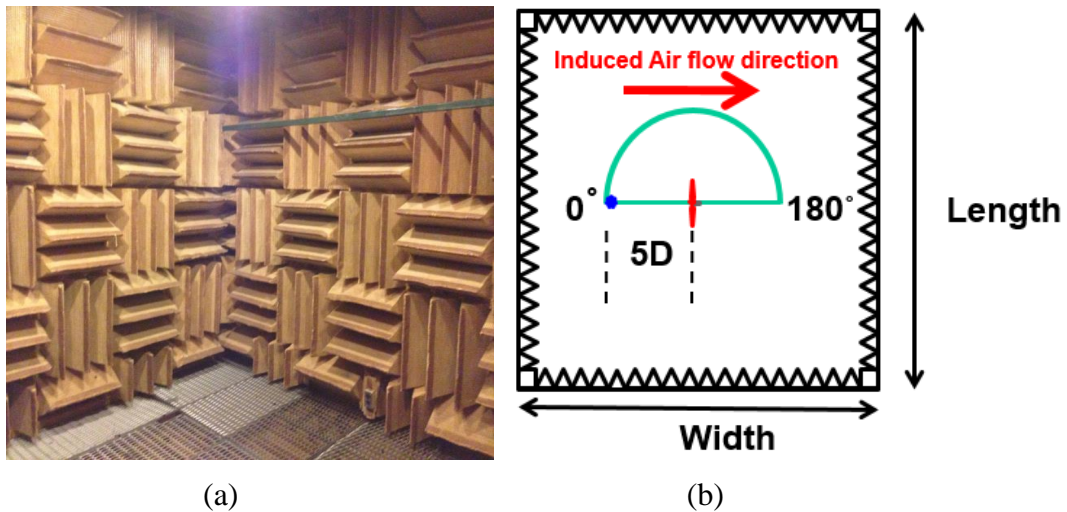 Induced Air flow direction
0° 180°
5D
Length
Width
(a) (b)